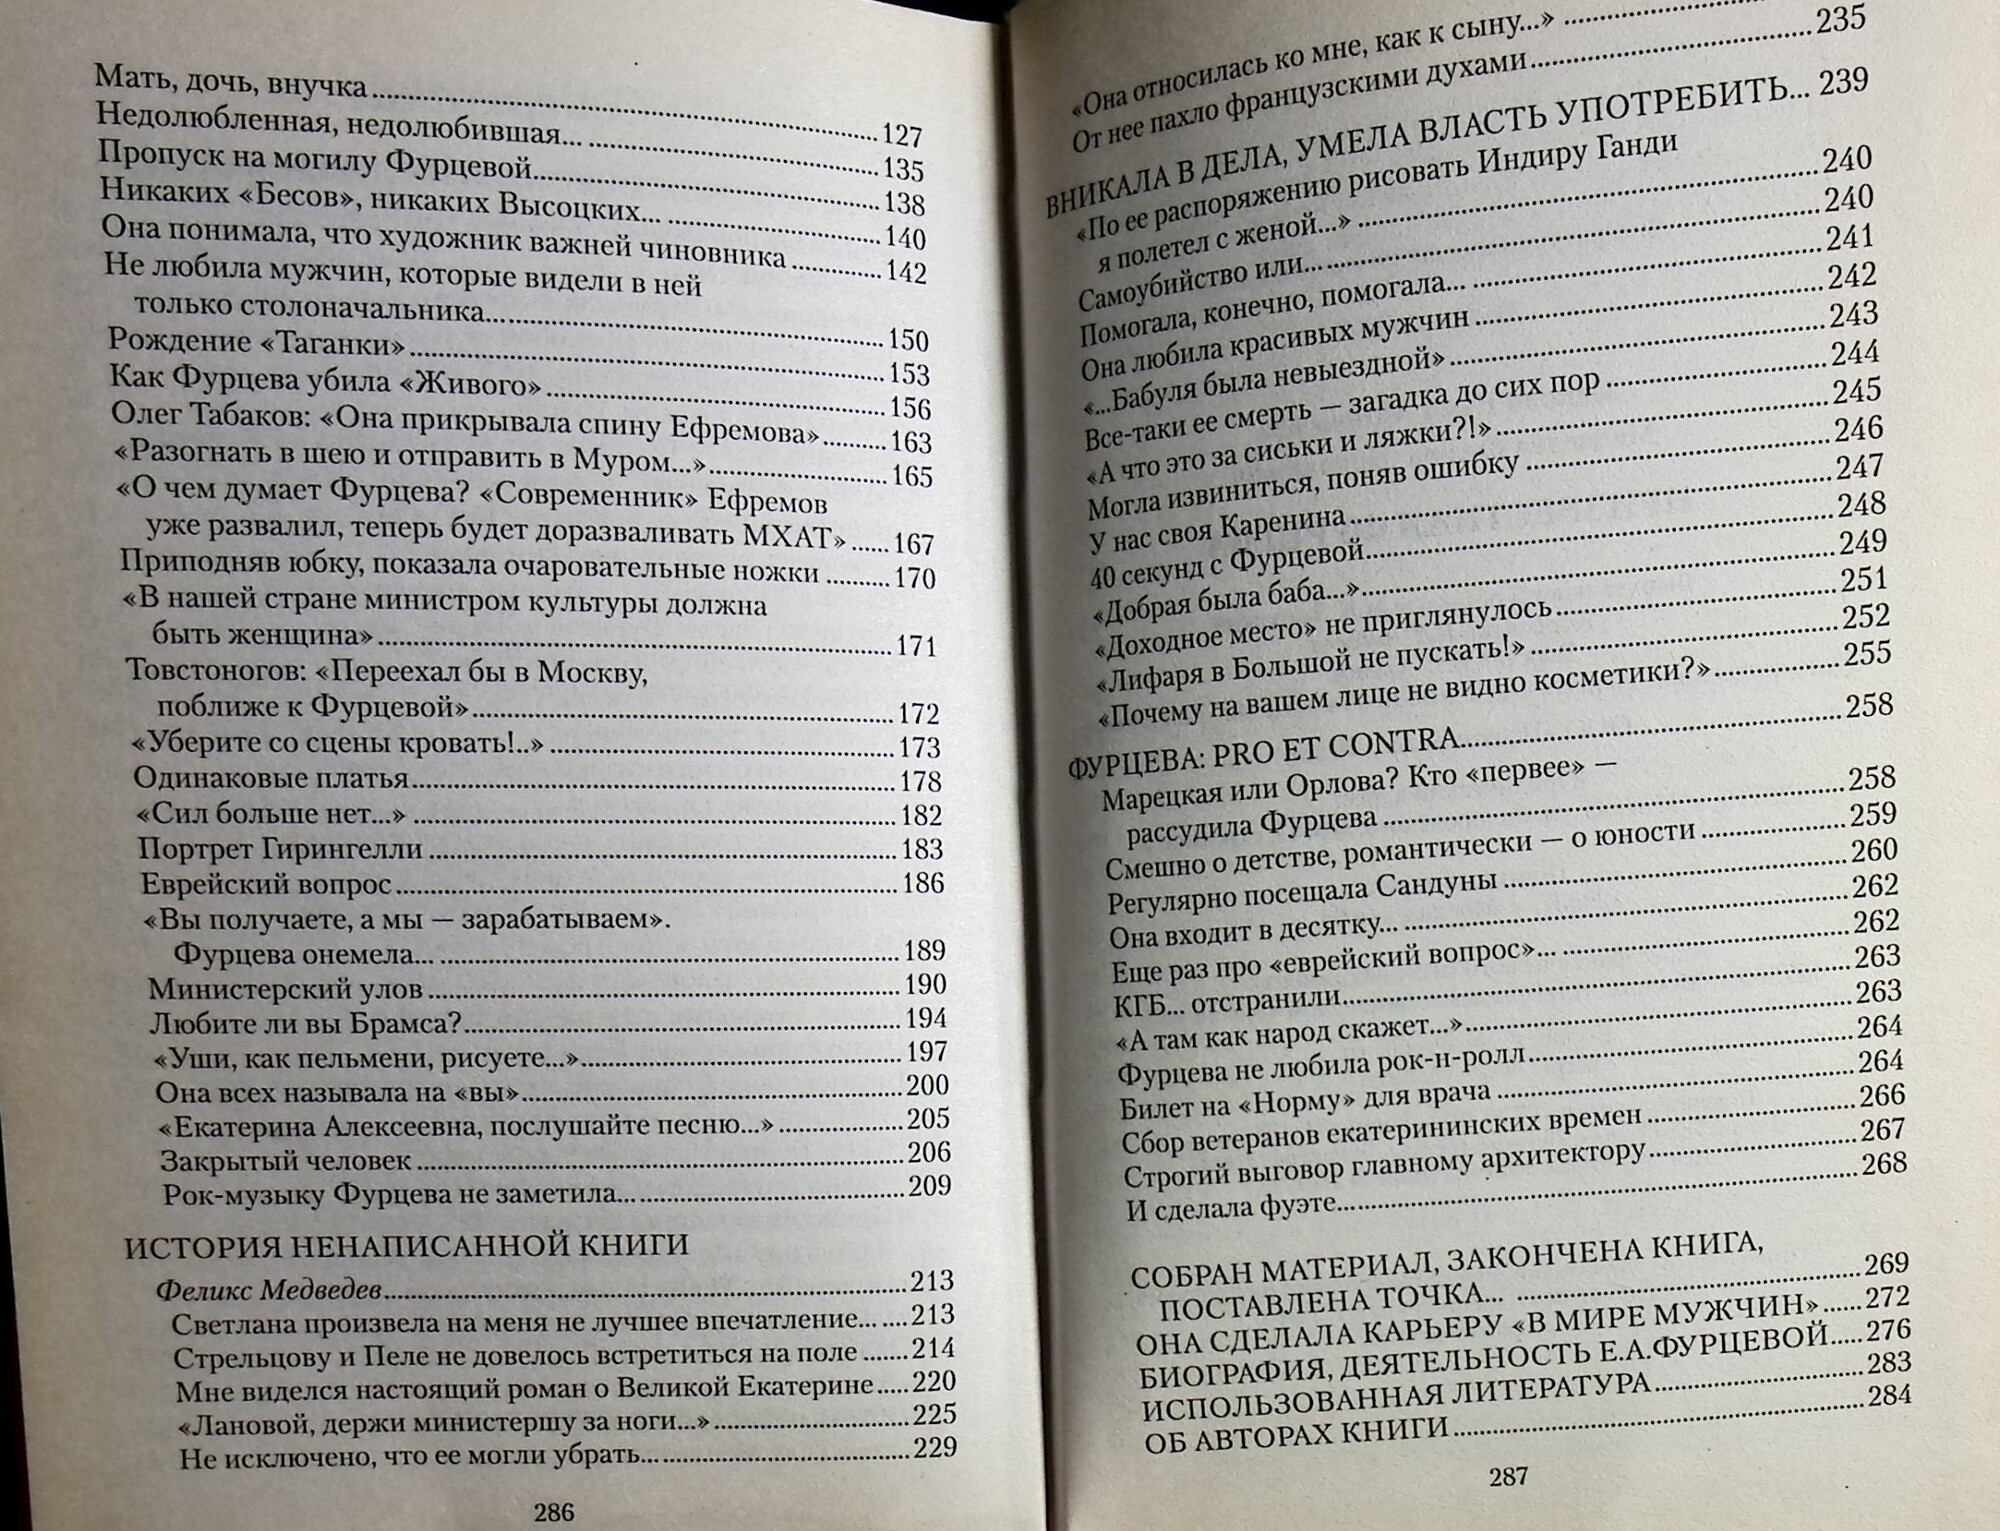 Мать, дочь, внучка ........ 127
Недолюбленная, недолюбившая... ........ 135
Пропуск на могилу Фурцевой ........ 138
Никаких «Бесов», никаких Высоцких... ........ 140
Она понимала, что художник важней чиновника ........ 142
Не любила мужчин, которые видели в ней
только столоначальника... ........ 150
Рождение «Таганки» ........ 153
Как Фурцева убила «Живого» ........ 156
Олег Табаков: «Она прикрывала спину Ефремова» ........ 163
«Разогнать в шею и отправить в Муром...» ........ 165
«О чем думает Фурцева? «Современник» Ефремов
уже развалил, теперь будет доразваливать МХАТ» ...... 167
Приподняв юбку, показала очаровательные ножки ........ 170
«В нашей стране министром культуры должна
быть женщина» ........ 171
Товстоногов: «Переехал бы в Москву,
поближе к Фурцевой» ........ 172
«Уберите со сцены кровать!..» ........ 173
Одинаковые платья ........ 178
«Сил больше нет...» ........ 182
Портрет Гирингелли ........ 183
Еврейский вопрос ........ 186
«Вы получаете, а мы — зарабатываем».
Фурцева онемела... ........ 189
Министерский улов ........ 190
Любите ли вы Брамса? ........ 194
«Уши, как пельмени, рисуете...» ........ 197
Она всех называла на «вы» ........ 200
«Екатерина Алексеевна, послушайте песню...» ........ 205
Закрытый человек ........ 206
Рок-музыку Фурцева не заметила... ........ 209
ИСТОРИЯ НЕНАПИСАННОЙ КНИГИ
Феликс Медведев ........ 213
Светлана произвела на меня не лучшее впечатление... .... 213
Стрельцову и Пеле не довелось встретиться на поле ....... 214
Мне виделся настоящий роман о Великой Екатерине ..... 220
«Лановой, держи министершу за ноги...» ........ 225
Не исключено, что ее могли убрать... ........ 229
286
«Она относилась ко мне, как к сыну...» ........
От нее пахло французскими духами ........ 235
ВНИКАЛА В ДЕЛА, УМЕЛА ВЛАСТЬ УПОТРЕБИТЬ... 239
«По ее распоряжению рисовать Индиру Ганди
я полетел с женой...» ........ 240
Самоубийство или... ........ 240
Помогала, конечно, помогала... ........ 241
Она любила красивых мужчин ........ 242
«...Бабуля была невыездной» ........ 243
Все-таки ее смерть — загадка до сих пор ........ 244
«А что это за сиськи и ляжки?!» ........ 245
Могла извиниться, поняв ошибку ........ 246
У нас своя Каренина ........ 247
40 секунд с Фурцевой ........ 248
«Добрая была баба...» ........ 249
«Доходное место» не приглянулось ........ 251
«Лифаря в Большой не пускать!» ........ 252
«Почему на вашем лице не видно косметики?» ........ 255
ФУРЦЕВА: PRO ET CONTRA ........ 258
Марецкая или Орлова? Кто «первее» —
рассудила Фурцева ........ 258
Смешно о детстве, романтически — о юности ........ 259
Регулярно посещала Сандуны ........ 260
Она входит в десятку... ........ 262
Еще раз про «еврейский вопрос»... ........ 262
КГБ... отстранили ........ 263
«А там как народ скажет...» ........ 263
Фурцева не любила рок-н-ролл ........ 264
Билет на «Норму» для врача ........ 264
Сбор ветеранов екатерининских времен ........ 266
Строгий выговор главному архитектору ........ 267
И сделала фуэте... ........ 268
СОБРАН МАТЕРИАЛ, ЗАКОНЧЕНА КНИГА,
ПОСТАВЛЕНА ТОЧКА... ........ 269
ОНА СДЕЛАЛА КАРЬЕРУ «В МИРЕ МУЖЧИН» ...... 272
БИОГРАФИЯ, ДЕЯТЕЛЬНОСТЬ Е.А.ФУРЦЕВОЙ ..... 276
ИСПОЛЬЗОВАННАЯ ЛИТЕРАТУРА ........ 283
ОБ АВТОРАХ КНИГИ ........ 284
287